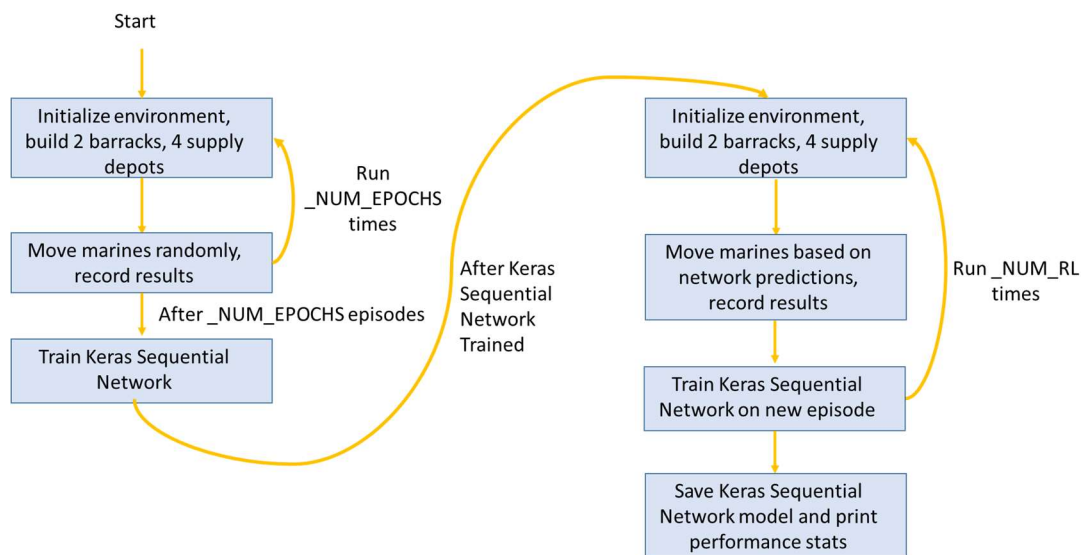 Start
Initialize environment,
build 2 barracks, 4 supply
depots
Run
_NUM_EPOCHS
times
Move marines randomly,
record results
After _NUM_EPOCHS episodes
Train Keras Sequential
Network
After Keras
Sequential
Network
Trained
Initialize environment,
build 2 barracks, 4 supply
depots
Move marines based on
network predictions,
record results
Run _NUM_RL
times
Train Keras Sequential
Network on new episode
Save Keras Sequential
Network model and print
performance stats